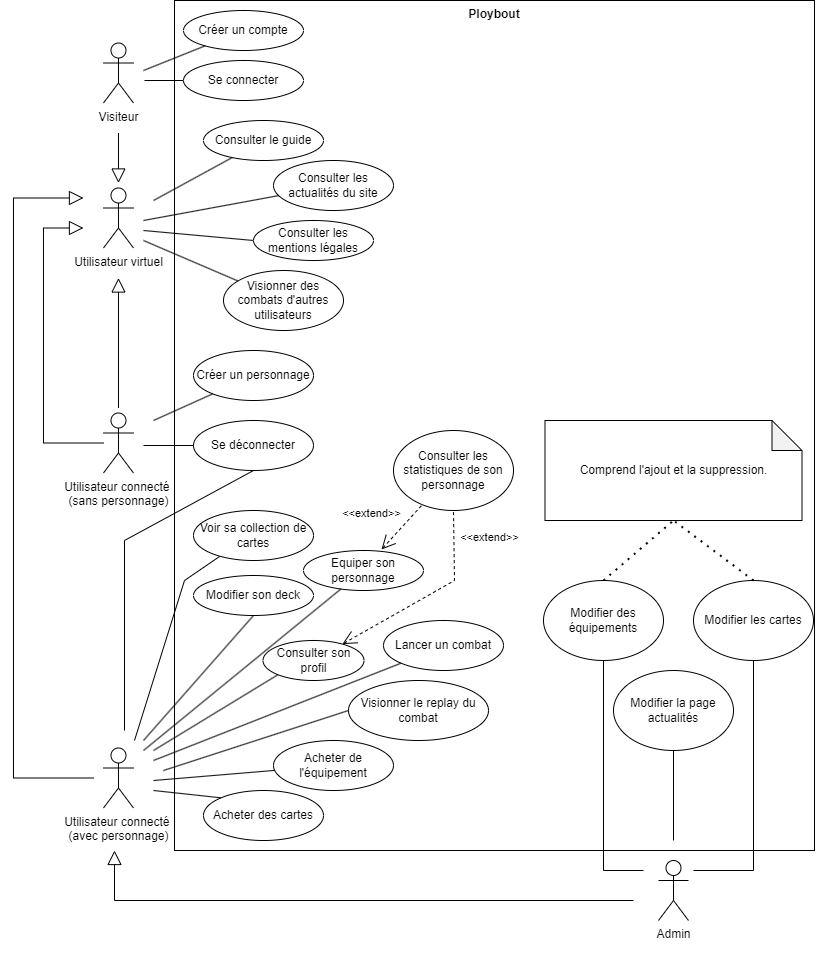 Ploybout
Créer un compte
Se connecter
Visiteur
Consulter le guide
Consulter les
actualités du site
Consulter les
mentions légales
Utilisateur virtuel
Visionner des
combats d'autres
utilisateurs
Créer un personnage
Se déconnecter
Utilisateur connecté
(sans personnage)
Consulter les
statistiques de son
personnage
Comprend l'ajout et la suppression.
<<extend>>
<<extend>>
Voir sa collection de
cartes
Equiper son
personnage
Modifier son deck
Modifier des
équipements
Modifier les cartes
Lancer un combat
Consulter son
profil
Visionner le replay du
combat
Modifier la page
actualités
Acheter de
l'équipement
Acheter des cartes
Utilisateur connecté
(avec personnage)
Admin